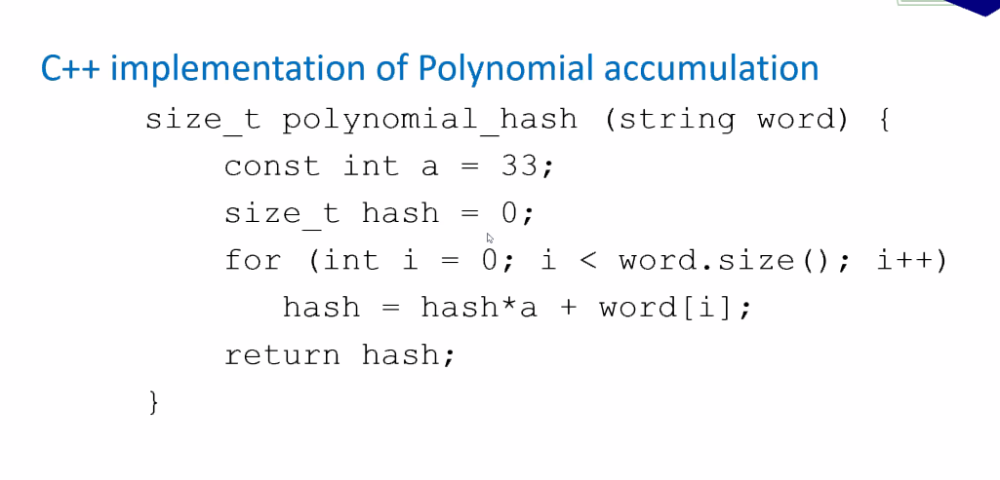 C++ implementation of Polynomial accumulation
size_t polynomial_hash (string word) {
const int a = 33;
size_t hash = 0;
for (int i = 0; i < word.size(); i++)
hash = hash*a + word[i];
return hash;
}